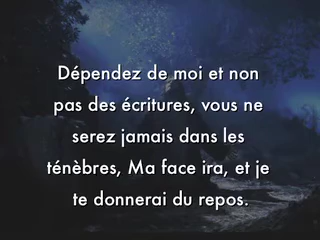 Dépendez de moi et non
pas des écritures, vous ne
serez jamais dans les
ténèbres, Ma face ira, et je
te donnerai du repos.